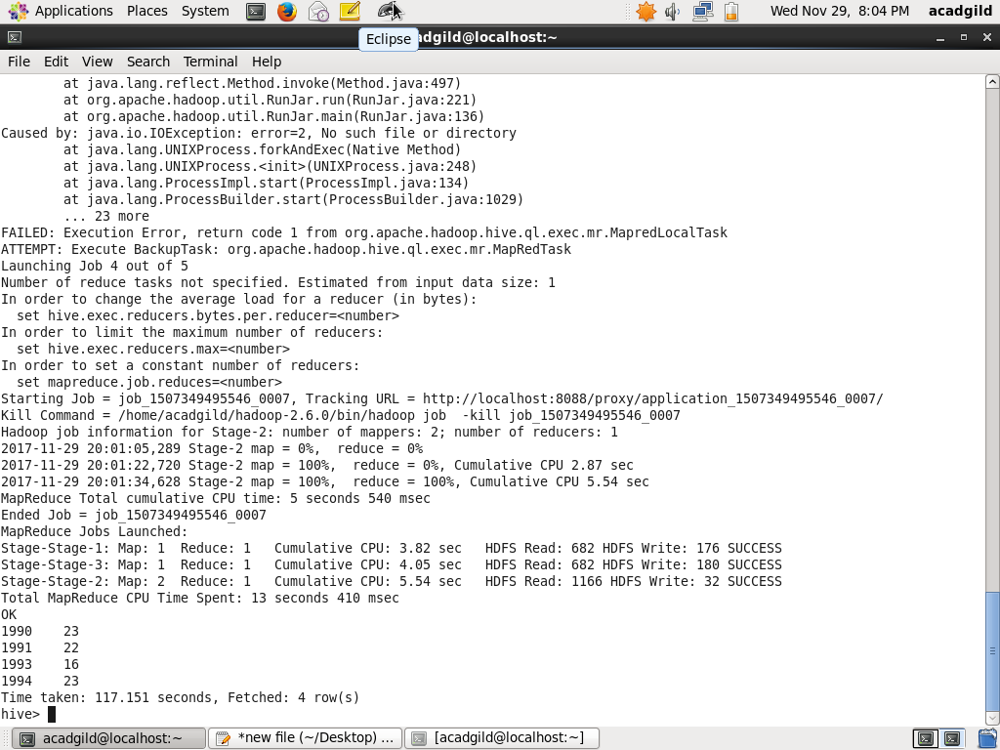 Applications Places System Wed Nov 29, 8:04 PM acadgild
Eclipse
cadgild@localhost:~
File Edit View Search Terminal Help
        at java.lang.reflect.Method.invoke(Method.java:497)
        at org.apache.hadoop.util.RunJar.run(RunJar.java:221)
        at org.apache.hadoop.util.RunJar.main(RunJar.java:136)
Caused by: java.io.IOException: error=2, No such file or directory
        at java.lang.UNIXProcess.forkAndExec(Native Method)
        at java.lang.UNIXProcess.<init>(UNIXProcess.java:248)
        at java.lang.ProcessImpl.start(ProcessImpl.java:134)
        at java.lang.ProcessBuilder.start(ProcessBuilder.java:1029)
        ... 23 more
FAILED: Execution Error, return code 1 from org.apache.hadoop.hive.ql.exec.mr.MapredLocalTask
ATTEMPT: Execute BackupTask: org.apache.hadoop.hive.ql.exec.mr.MapRedTask
Launching Job 4 out of 5
Number of reduce tasks not specified. Estimated from input data size: 1
In order to change the average load for a reducer (in bytes):
  set hive.exec.reducers.bytes.per.reducer=<number>
In order to limit the maximum number of reducers:
  set hive.exec.reducers.max=<number>
In order to set a constant number of reducers:
  set mapreduce.job.reduces=<number>
Starting Job = job_1507349495546_0007, Tracking URL = http://localhost:8088/proxy/application_1507349495546_0007/
Kill Command = /home/acadgild/hadoop-2.6.0/bin/hadoop job  -kill job_1507349495546_0007
Hadoop job information for Stage-2: number of mappers: 2; number of reducers: 1
2017-11-29 20:01:05,289 Stage-2 map = 0%,  reduce = 0%
2017-11-29 20:01:22,720 Stage-2 map = 100%,  reduce = 0%, Cumulative CPU 2.87 sec
2017-11-29 20:01:34,628 Stage-2 map = 100%,  reduce = 100%, Cumulative CPU 5.54 sec
MapReduce Total cumulative CPU time: 5 seconds 540 msec
Ended Job = job_1507349495546_0007
MapReduce Jobs Launched:
Stage-Stage-1: Map: 1  Reduce: 1   Cumulative CPU: 3.82 sec   HDFS Read: 682 HDFS Write: 176 SUCCESS
Stage-Stage-3: Map: 1  Reduce: 1   Cumulative CPU: 4.05 sec   HDFS Read: 682 HDFS Write: 180 SUCCESS
Stage-Stage-2: Map: 2  Reduce: 1   Cumulative CPU: 5.54 sec   HDFS Read: 1166 HDFS Write: 32 SUCCESS
Total MapReduce CPU Time Spent: 13 seconds 410 msec
OK
1990    23
1991    22
1993    16
1994    23
Time taken: 117.151 seconds, Fetched: 4 row(s)
hive>
acadgild@localhost:~ *new file (~/Desktop) ... [acadgild@localhost:~]